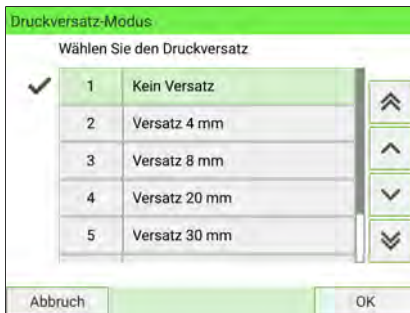 Druckversatz-Modus
Wählen Sie den Druckversatz
1 Kein Versatz
2 Versatz 4 mm
3 Versatz 8 mm
4 Versatz 20 mm
5 Versatz 30 mm
Abbruch OK